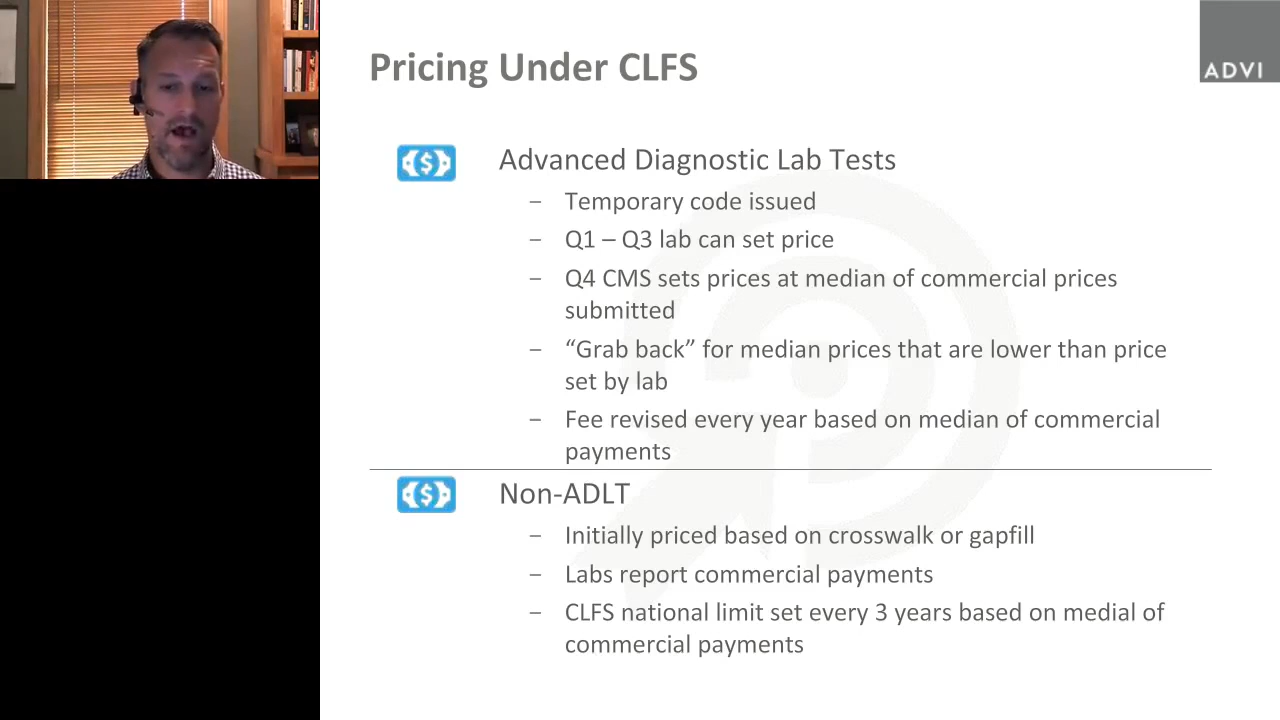 Pricing Under CLFS
ADVI
Advanced Diagnostic Lab Tests
− Temporary code issued
− Q1 – Q3 lab can set price
− Q4 CMS sets prices at median of commercial prices
submitted
− “Grab back” for median prices that are lower than price
set by lab
− Fee revised every year based on median of commercial
payments
Non-ADLT
− Initially priced based on crosswalk or gapfill
− Labs report commercial payments
− CLFS national limit set every 3 years based on medial of
commercial payments